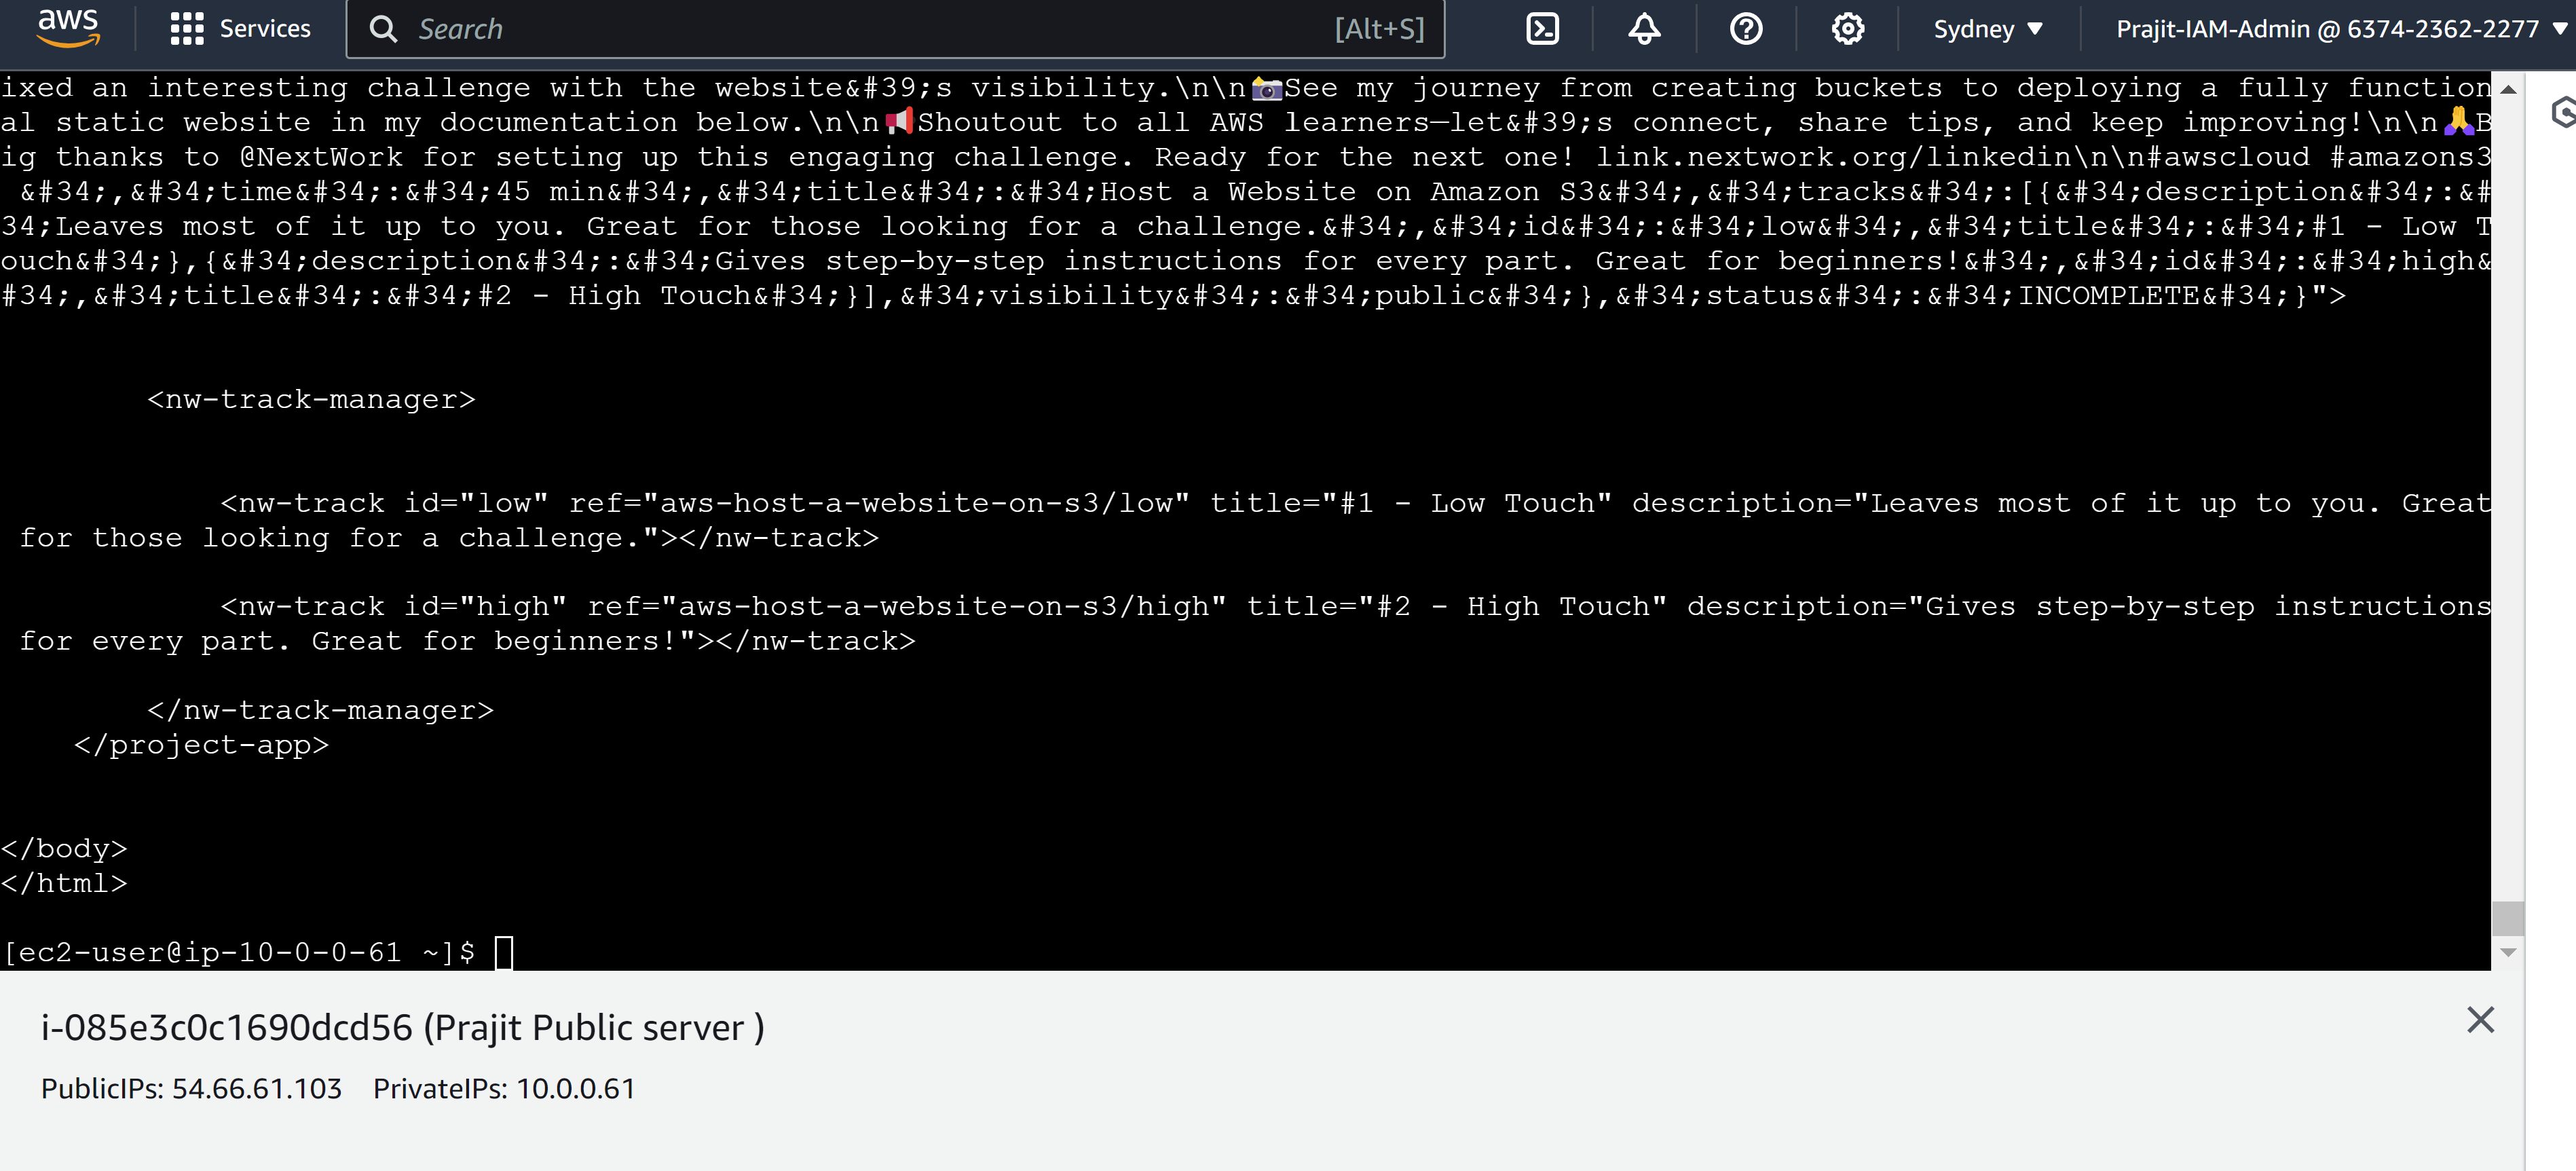 aws
Services
Search [Alt+S]
Sydney ▼
Prajit-IAM-Admin @ 6374-2362-2277 ▼
ixed an interesting challenge with the website&#39;s visibility.\n\n📸See my journey from creating buckets to deploying a fully function
al static website in my documentation below.\n\n📢Shoutout to all AWS learners—let&#39;s connect, share tips, and keep improving!\n\n🙏B
ig thanks to @NextWork for setting up this engaging challenge. Ready for the next one! link.nextwork.org/linkedin\n\n#awscloud #amazons3
&#34;,&#34;time&#34;:&#34;45 min&#34;,&#34;title&#34;:&#34;Host a Website on Amazon S3&#34;,&#34;tracks&#34;:[{&#34;description&#34;:&#
34;Leaves most of it up to you. Great for those looking for a challenge.&#34;,&#34;id&#34;:&#34;low&#34;,&#34;title&#34;:&#34;#1 - Low T
ouch&#34;},{&#34;description&#34;:&#34;Gives step-by-step instructions for every part. Great for beginners!&#34;,&#34;id&#34;:&#34;high&
#34;,&#34;title&#34;:&#34;#2 - High Touch&#34;}],&#34;visibility&#34;:&#34;public&#34;},&#34;status&#34;:&#34;INCOMPLETE&#34;}">
<nw-track-manager>
<nw-track id="low" ref="aws-host-a-website-on-s3/low" title="#1 - Low Touch" description="Leaves most of it up to you. Great
for those looking for a challenge."></nw-track>
<nw-track id="high" ref="aws-host-a-website-on-s3/high" title="#2 - High Touch" description="Gives step-by-step instructions
for every part. Great for beginners!"></nw-track>
</nw-track-manager>
</project-app>
</body>
</html>
[ec2-user@ip-10-0-0-61 ~]$
i-085e3c0c1690dcd56 (Prajit Public server )
PublicIPs: 54.66.61.103 PrivateIPs: 10.0.0.61